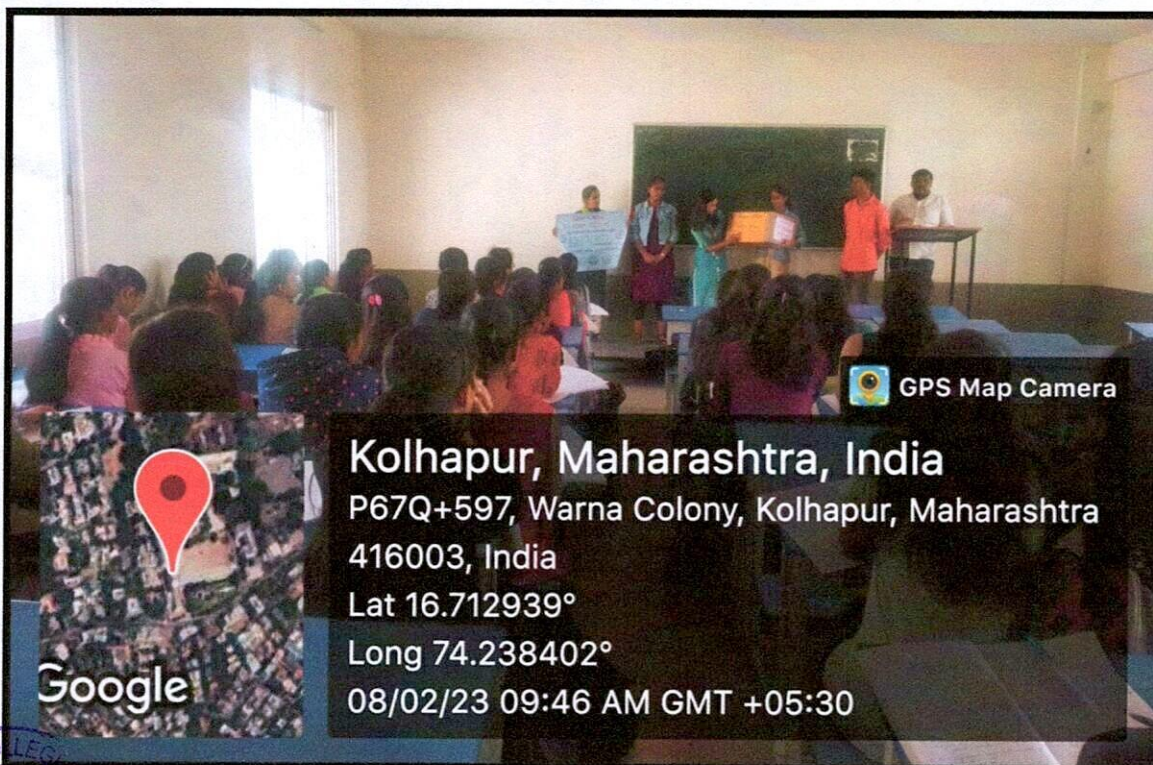 GPS Map Camera
Kolhapur, Maharashtra, India
P67Q+597, Warna Colony, Kolhapur, Maharashtra
416003, India
Lat 16.712939°
Long 74.238402°
08/02/23 09:46 AM GMT +05:30
Google